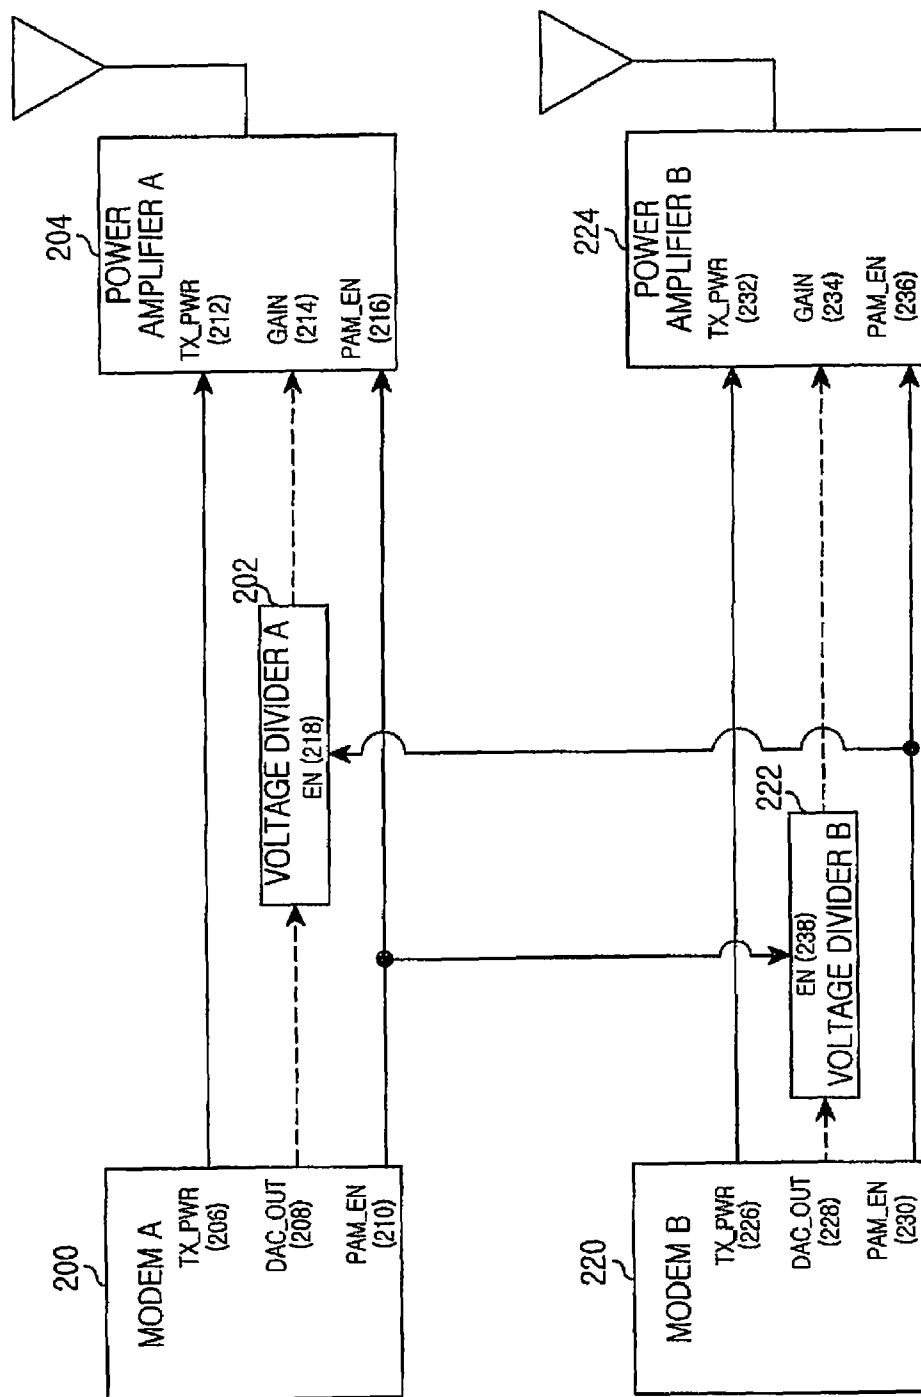 200
MODEM A
TX_PWR
(206)
DAC_OUT
(208)
PAM_EN
(210)
202
VOLTAGE DIVIDER A
EN (218)
204
POWER
AMPLIFIER A
TX_PWR
(212)
GAIN
(214)
PAM_EN
(216)
220
MODEM B
TX_PWR
(226)
DAC_OUT
(228)
PAM_EN
(230)
222
EN (238)
VOLTAGE DIVIDER B
224
POWER
AMPLIFIER B
TX_PWR
(232)
GAIN
(234)
PAM_EN
(236)